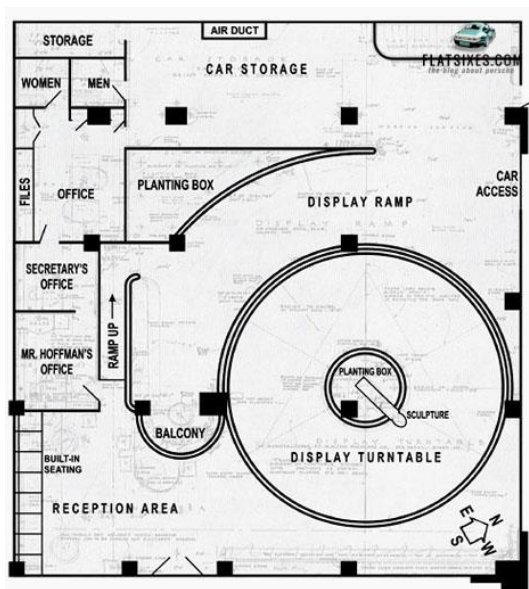 AIR DUCT
STORAGE
CAR STORAGE
FLATSIXES.COM
the blog about porsche
WOMEN
MEN
FILES
OFFICE
PLANTING BOX
DISPLAY RAMP
CAR
ACCESS
SECRETARY'S
OFFICE
RAMP UP
MR. HOFFMAN'S
OFFICE
PLANTING BOX
SCULPTURE
BALCONY
DISPLAY TURNTABLE
BUILT-IN
SEATING
RECEPTION AREA
N
E
W
S